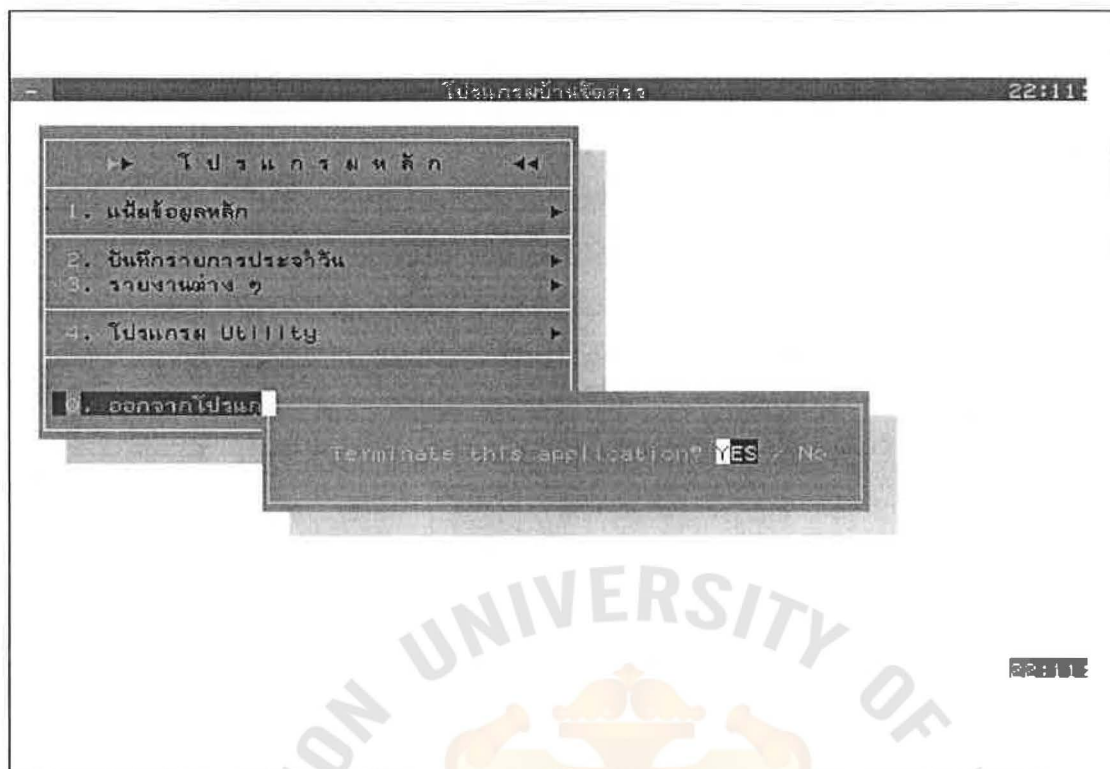 โปรแกรมบ้านจัดสรร 22:11:
►► โ ป ร แ ก ร ม ห ลั ก ◄◄
1. แฟ้มข้อมูลหลัก ►
2. บันทึกรายการประจำวัน ►
3. รายงานต่าง ๆ ►
4. โปรแกรม Utility ►
0. ออกจากโปรแก
Terminate this application? YES / No
22:11:
UNIVERSITY OF